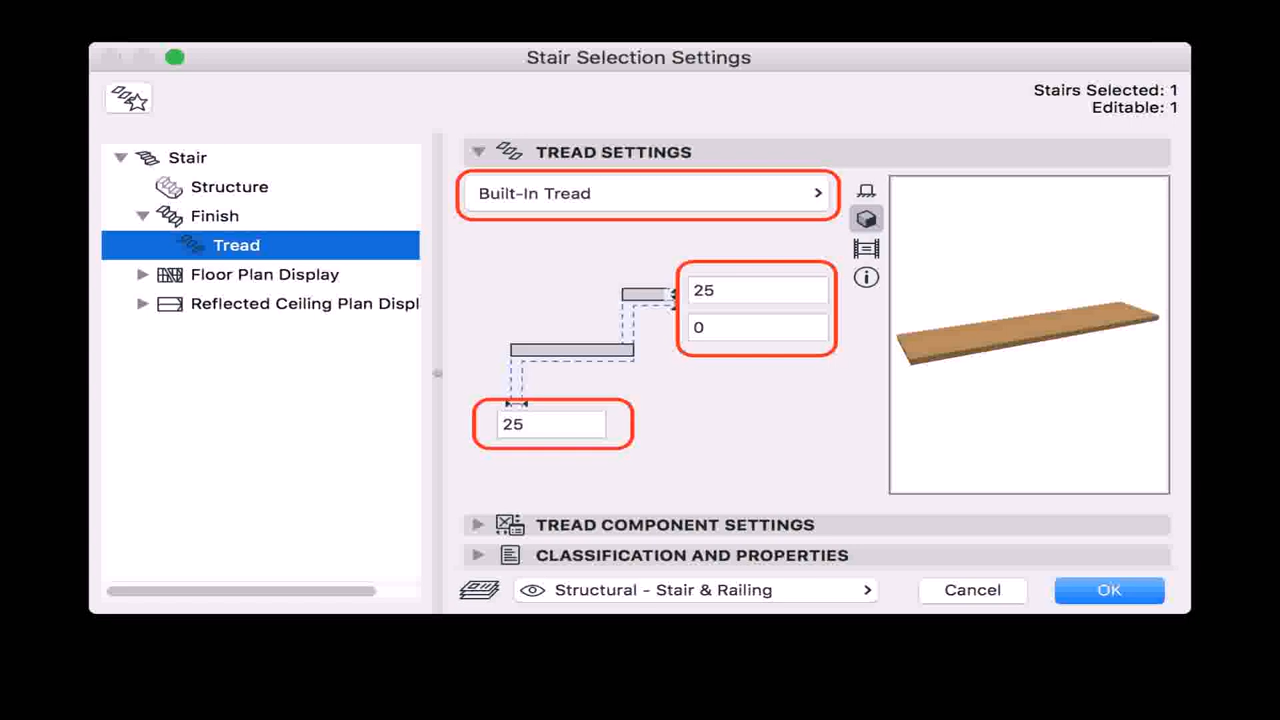 Stair Selection Settings
Stairs Selected: 1
Editable: 1
Stair
Structure
Finish
Tread
Floor Plan Display
Reflected Ceiling Plan Displ
TREAD SETTINGS
Built-In Tread
25
0
25
TREAD COMPONENT SETTINGS
CLASSIFICATION AND PROPERTIES
Structural - Stair & Railing
Cancel
OK